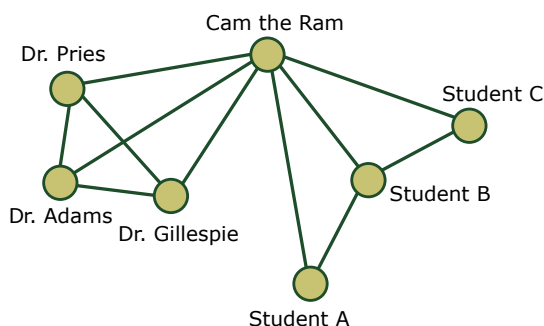 Cam the Ram
Dr. Pries
Student C
Student B
Dr. Adams
Dr. Gillespie
Student A